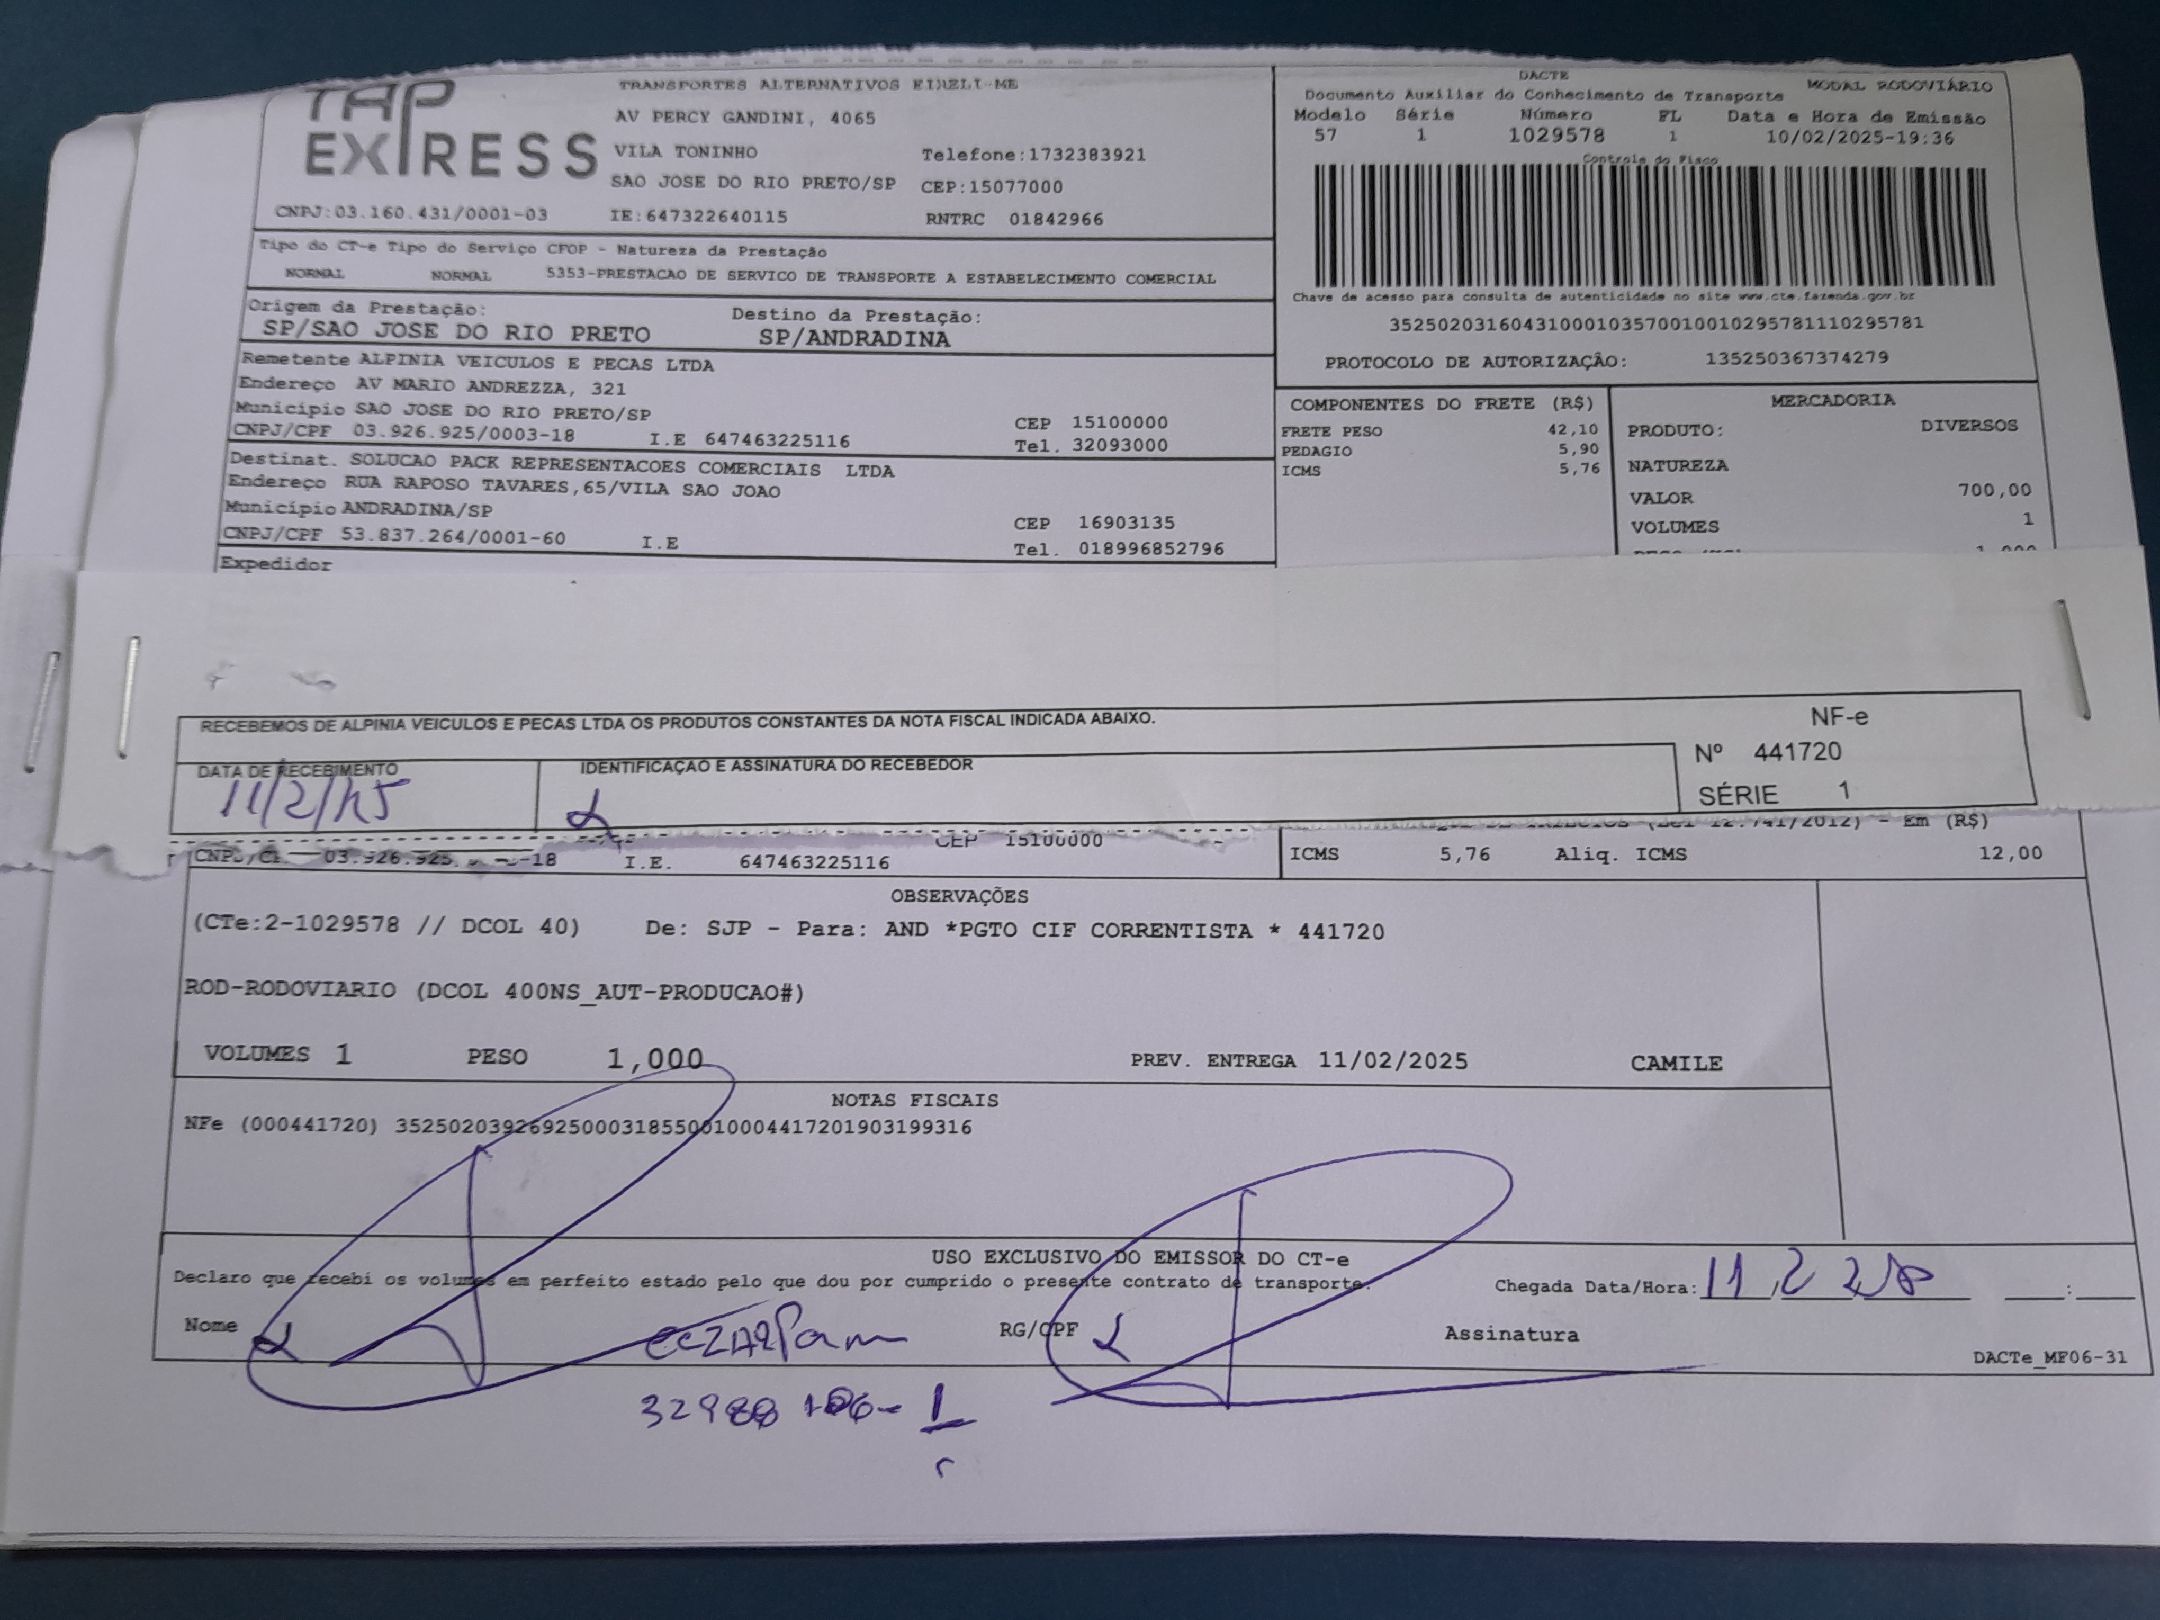 TAP
EXPRESS
TRANSPORTES ALTERNATIVOS EIRELI-ME
AV PERCY GANDINI, 4065
VILA TONINHO Telefone:1732383921
SAO JOSE DO RIO PRETO/SP CEP:15077000
CNPJ:03.160.431/0001-03 IE:647322640115 RNTRC 01842966
DACTE MODAL RODOVIÁRIO
Documento Auxiliar do Conhecimento de Transporte
Modelo Série Número FL Data e Hora de Emissão
57 1 1029578 1 10/02/2025-19:36
Controle do Fisco
Chave de acesso para consulta de autenticidade no site www.cte.fazenda.gov.br
35250203160431000103570010010295781110295781
PROTOCOLO DE AUTORIZAÇÃO: 135250367374279
Tipo do CT-e Tipo do Serviço CFOP - Natureza da Prestação
NORMAL NORMAL 5353-PRESTACAO DE SERVICO DE TRANSPORTE A ESTABELECIMENTO COMERCIAL
Origem da Prestação: Destino da Prestação:
SP/SAO JOSE DO RIO PRETO SP/ANDRADINA
Remetente ALPINIA VEICULOS E PECAS LTDA
Endereço AV MARIO ANDREZZA, 321
Município SAO JOSE DO RIO PRETO/SP CEP 15100000
CNPJ/CPF 03.926.925/0003-18 I.E 647463225116 Tel. 32093000
Destinat. SOLUCAO PACK REPRESENTACOES COMERCIAIS LTDA
Endereço RUA RAPOSO TAVARES,65/VILA SAO JOAO
Município ANDRADINA/SP CEP 16903135
CNPJ/CPF 53.837.264/0001-60 I.E Tel. 018996852796
Expedidor
COMPONENTES DO FRETE (R$)
FRETE PESO 42,10
PEDAGIO 5,90
ICMS 5,76
MERCADORIA
PRODUTO: DIVERSOS
NATUREZA
VALOR 700,00
VOLUMES 1
RECEBEMOS DE ALPINIA VEICULOS E PECAS LTDA OS PRODUTOS CONSTANTES DA NOTA FISCAL INDICADA ABAIXO.
NF-e
Nº 441720
SÉRIE 1
DATA DE RECEBIMENTO IDENTIFICAÇÃO E ASSINATURA DO RECEBEDOR
11/2/25
(Lei 12.741/2012) - Em (R$)
CEP 15100000
03.926.925 -18 I.E. 647463225116
ICMS 5,76 Aliq. ICMS 12,00
OBSERVAÇÕES
(CTe:2-1029578 // DCOL 40) De: SJP - Para: AND *PGTO CIF CORRENTISTA * 441720
ROD-RODOVIARIO (DCOL 400NS_AUT-PRODUCAO#)
VOLUMES 1 PESO 1,000 PREV. ENTREGA 11/02/2025 CAMILE
NOTAS FISCAIS
NFe (000441720) 35250203926925000318550010004417201903199316
USO EXCLUSIVO DO EMISSOR DO CT-e
Declaro que recebi os volumes em perfeito estado pelo que dou por cumprido o presente contrato de transporte.
Chegada Data/Hora: 11 2
Nome RG/CPF Assinatura
DACTe_MF06-31